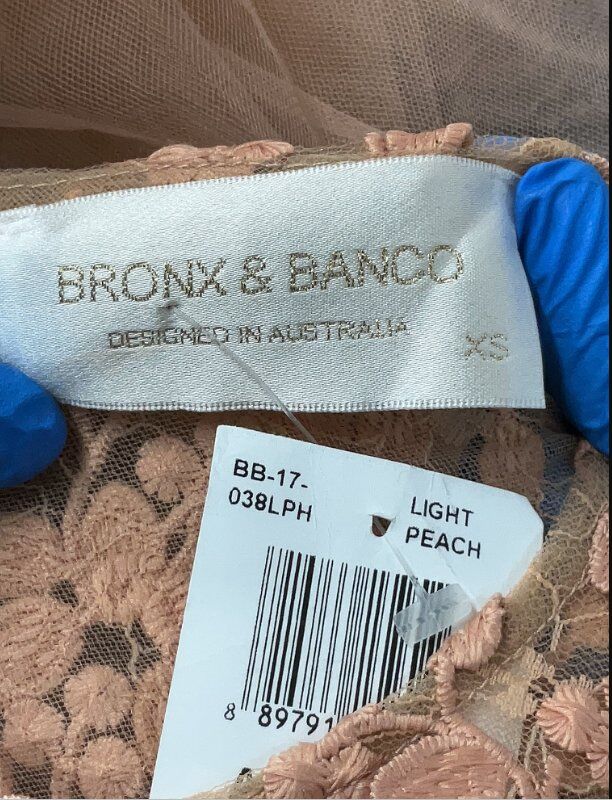 BRONX & BANCO
DESIGNED IN AUSTRALIA
XS
BB-17-
038LPH
LIGHT
PEACH
8 89791